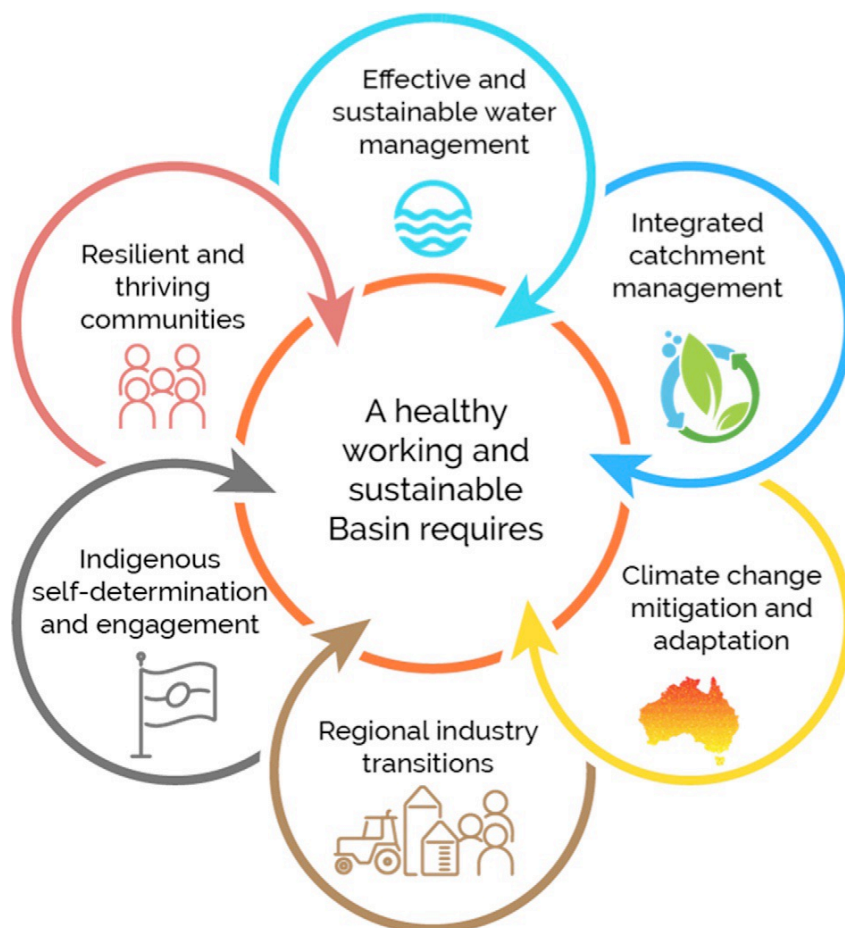 Effective and
sustainable water
management
Integrated
catchment
management
Climate change
mitigation and
adaptation
Regional industry
transitions
Indigenous
self-determination
and engagement
Resilient and
thriving
communities
A healthy
working and
sustainable
Basin requires